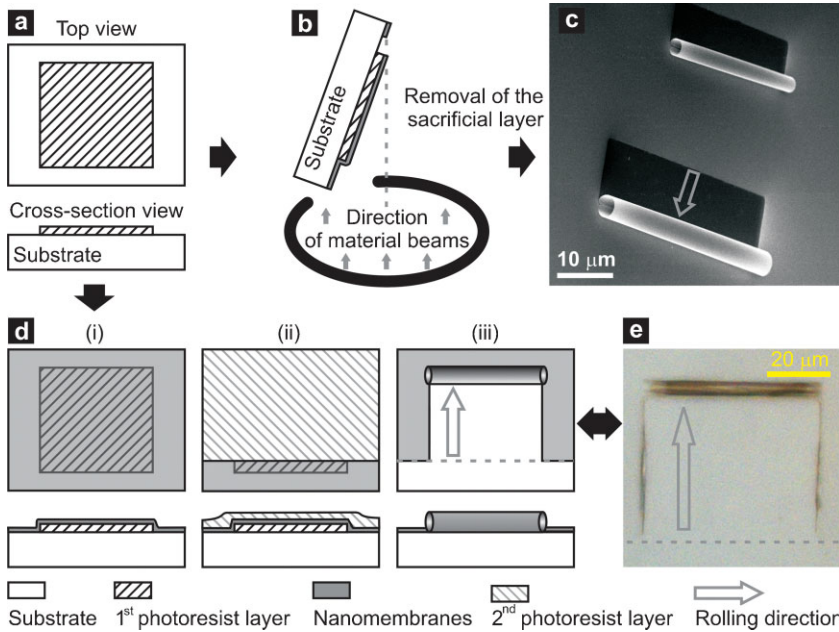 a
Top view
Cross-section view
Substrate
b
Substrate
Direction
of material beams
Removal of the
sacrificial layer
c
10 μm
d
(i)
(ii)
(iii)
e
20 μm
Substrate
1st photoresist layer
Nanomembranes
2nd photoresist layer
Rolling direction